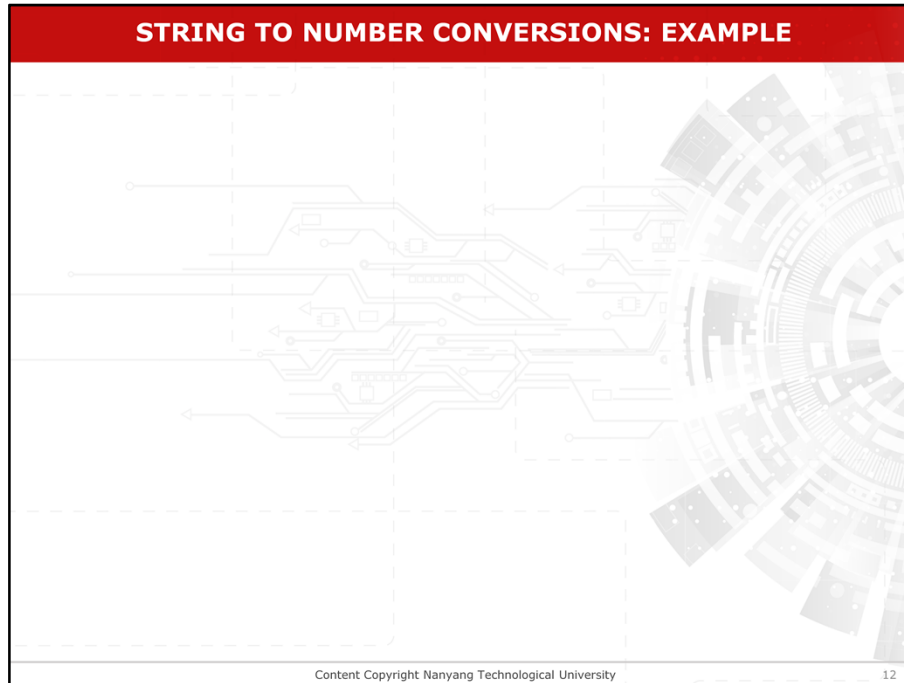 STRING TO NUMBER CONVERSIONS: EXAMPLE
Content Copyright Nanyang Technological University
12